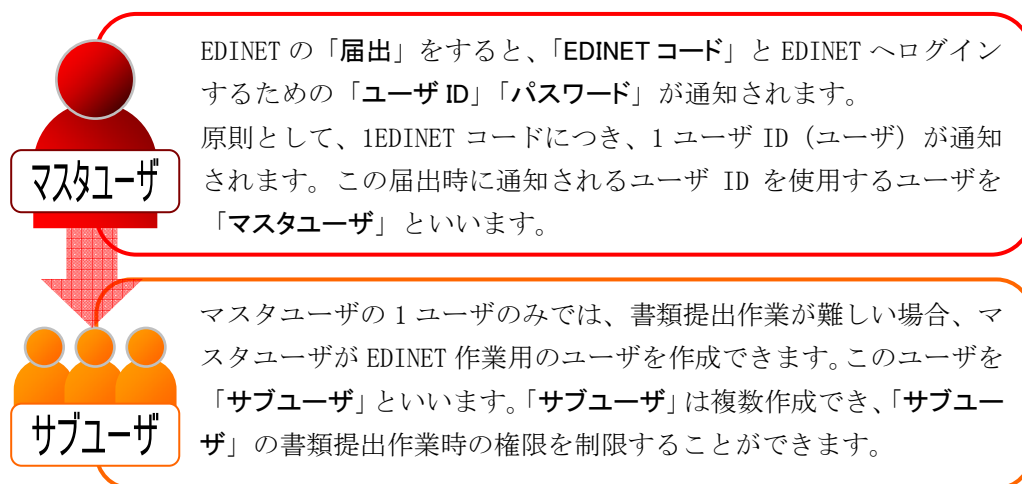 EDINET の「届出」をすると、「EDINET コード」と EDINET へログイン
するための「ユーザ ID」「パスワード」が通知されます。
原則として、1EDINET コードにつき、1 ユーザ ID（ユーザ）が通知
されます。この届出時に通知されるユーザ ID を使用するユーザを
「マスタユーザ」といいます。
マスタユーザ
マスタユーザの 1 ユーザのみでは、書類提出作業が難しい場合、マ
スタユーザが EDINET 作業用のユーザを作成できます。このユーザを
「サブユーザ」といいます。「サブユーザ」は複数作成でき、「サブユー
ザ」の書類提出作業時の権限を制限することができます。
サブユーザ